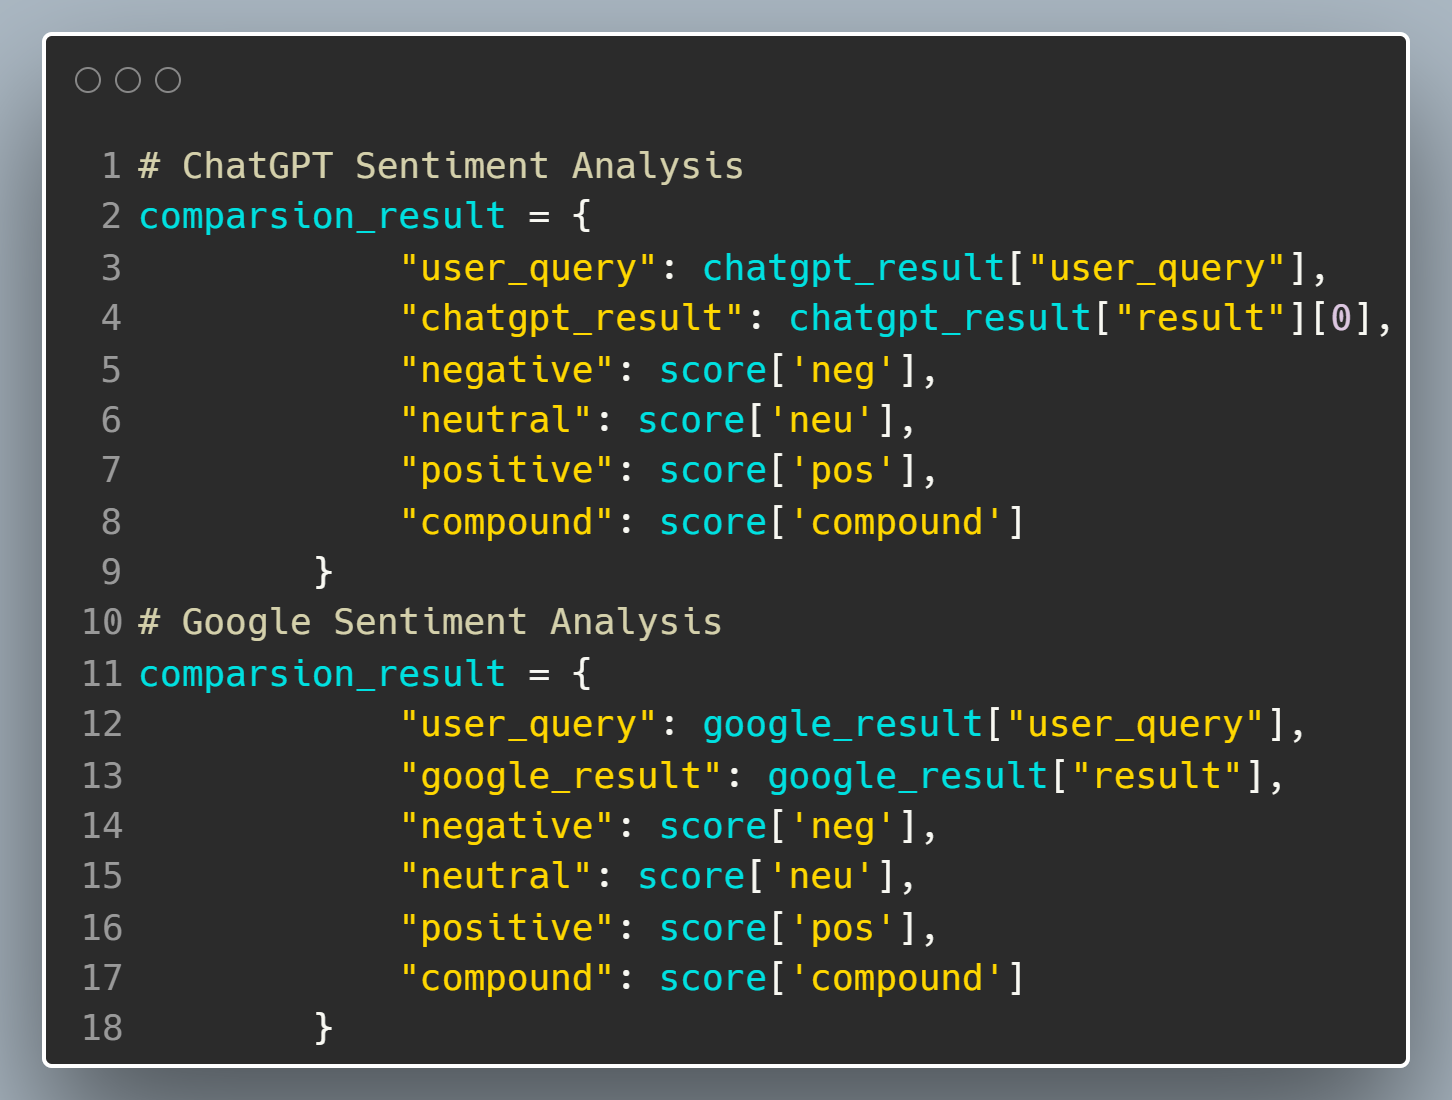 1 # ChatGPT Sentiment Analysis
2 comparsion_result = {
3             "user_query": chatgpt_result["user_query"],
4             "chatgpt_result": chatgpt_result["result"][0],
5             "negative": score['neg'],
6             "neutral": score['neu'],
7             "positive": score['pos'],
8             "compound": score['compound']
9         }
10 # Google Sentiment Analysis
11 comparsion_result = {
12             "user_query": google_result["user_query"],
13             "google_result": google_result["result"],
14             "negative": score['neg'],
15             "neutral": score['neu'],
16             "positive": score['pos'],
17             "compound": score['compound']
18         }